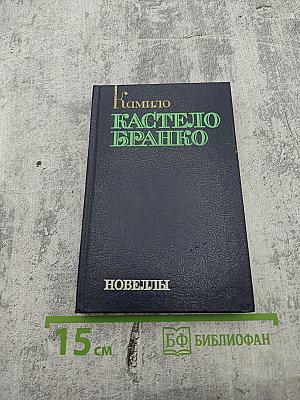 Камило
КАСТЕЛО
БРАНКО
НОВЕЛЛЫ
15 см
БФ БИБЛИОФАН